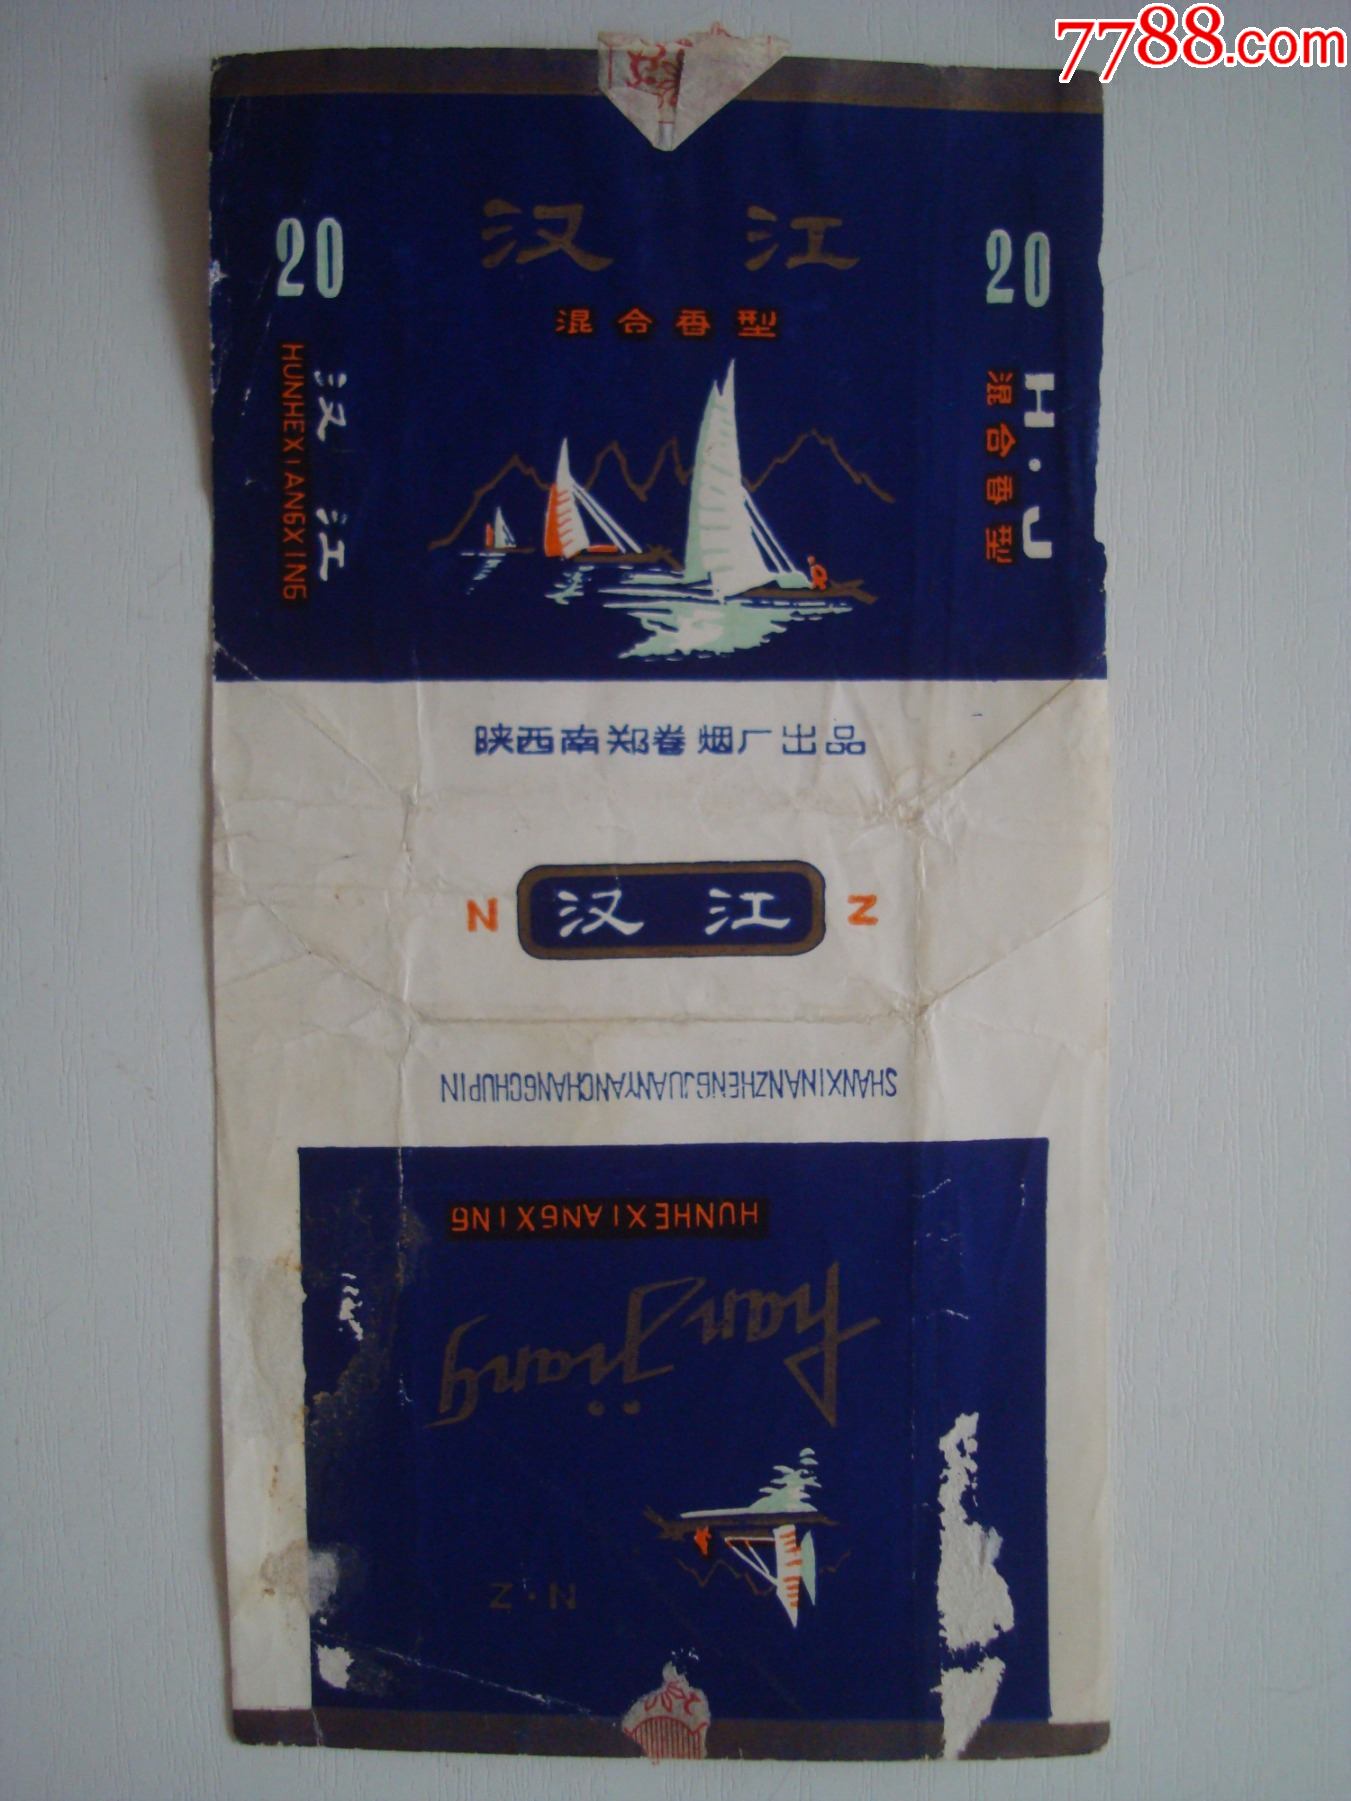 7788.com
汉 江
20
20
混合香型
汉 江
HUNHEXIANGXING
H·J
混合香型
陕西南郑卷烟厂出品
N 汉 江 Z
SHANXINANZHENGJUANYANCHANGCHUPIN
HUNHEXIANGXING
hanjiang
N·Z